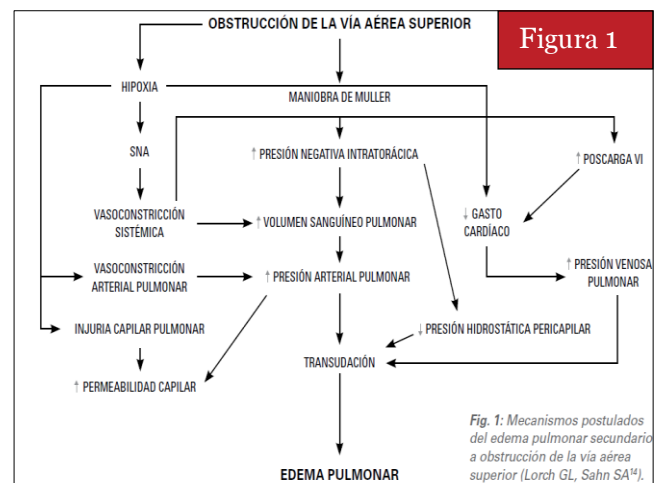 OBSTRUCCIÓN DE LA VÍA AÉREA SUPERIOR
Figura 1
HIPOXIA
MANIOBRA DE MULLER
SNA
↑ PRESIÓN NEGATIVA INTRATORÁCICA
↑ POSCARGA VI
VASOCONSTRICCIÓN
SISTÉMICA
↑ VOLUMEN SANGUÍNEO PULMONAR
↓ GASTO
CARDÍACO
VASOCONSTRICCIÓN
ARTERIAL PULMONAR
↑ PRESIÓN ARTERIAL PULMONAR
↑ PRESIÓN VENOSA
PULMONAR
INJURIA CAPILAR PULMONAR
↓ PRESIÓN HIDROSTÁTICA PERICAPILAR
TRANSUDACIÓN
↑ PERMEABILIDAD CAPILAR
EDEMA PULMONAR
Fig. 1: Mecanismos postulados
del edema pulmonar secundario
a obstrucción de la vía aérea
superior (Lorch GL, Sahn SA¹⁴).